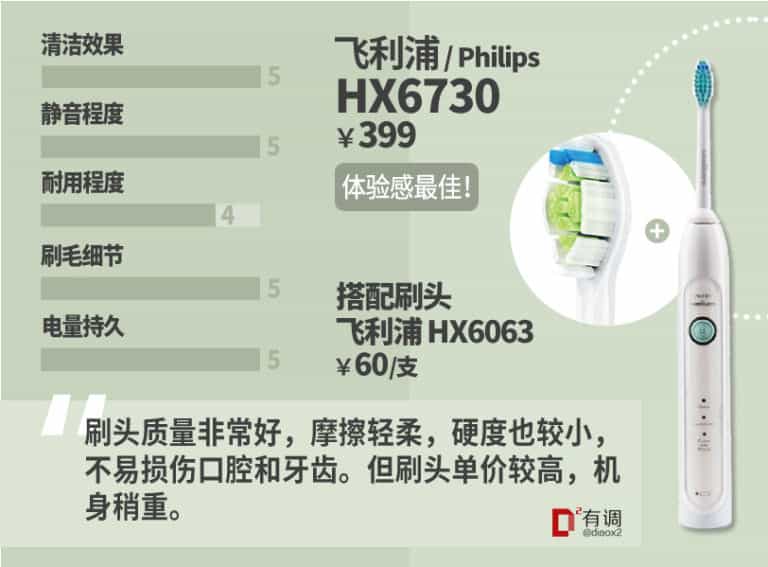 清洁效果
5
静音程度
5
耐用程度
4
刷毛细节
5
电量持久
5
飞利浦 / Philips
HX6730
￥399
体验感最佳！
搭配刷头
飞利浦 HX6063
￥60/支
刷头质量非常好，摩擦轻柔，硬度也较小，
不易损伤口腔和牙齿。但刷头单价较高，机
身稍重。
D²有调
@diaox2